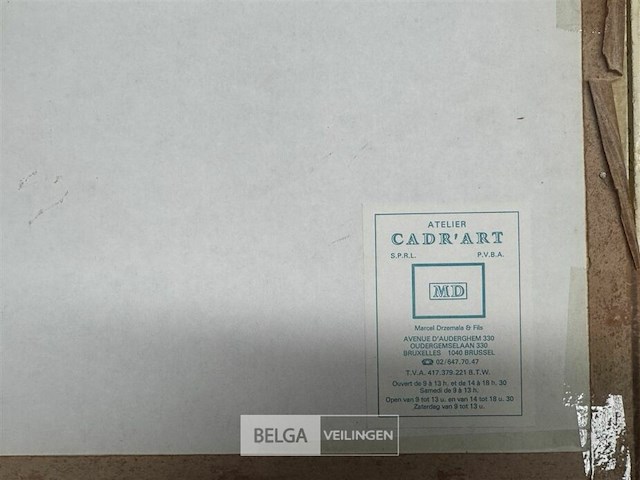 ATELIER
CADR'ART
S.P.R.L. P.V.B.A.
MD
Marcel Drzemala & Fils
AVENUE D'AUDERGHEM 330
OUDERGEMSELAAN 330
BRUXELLES 1040 BRUSSEL
02/647.70.47
T.V.A. 417.379.221 B.T.W.
Ouvert de 9 à 13 h. et de 14 à 18 h. 30
Samedi de 9 à 13 h.
Open van 9 tot 13 u. en van 14 tot 18 u. 30
Zaterdag van 9 tot 13 u.
BELGA VEILINGEN